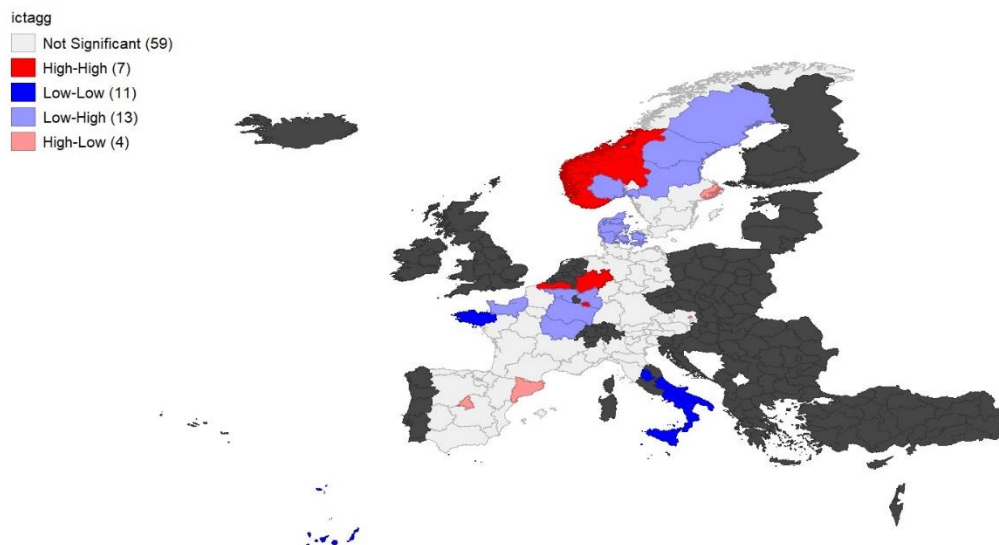 ictagg
Not Significant (59)
High-High (7)
Low-Low (11)
Low-High (13)
High-Low (4)